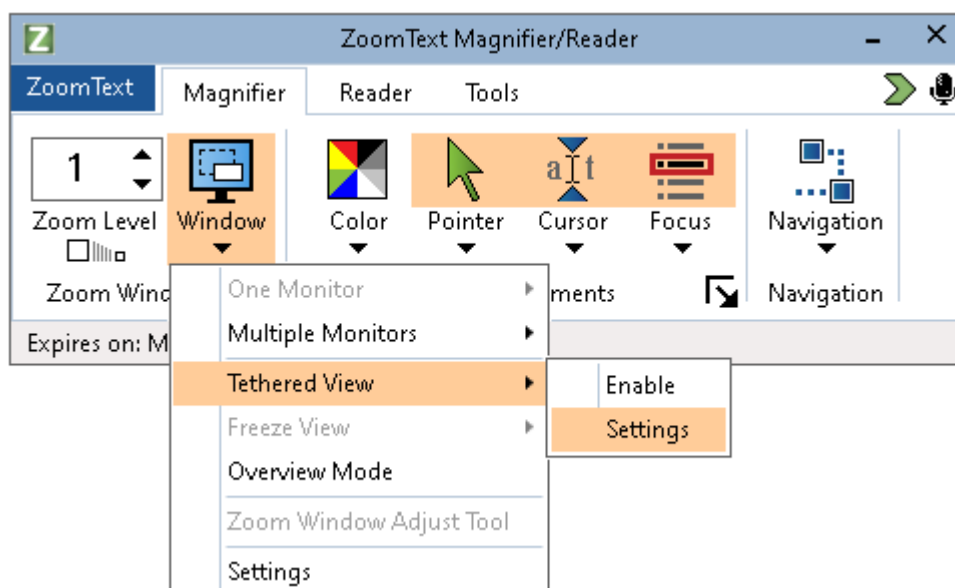 ZoomText Magnifier/Reader
ZoomText Magnifier Reader Tools
1
Zoom Level Window Color Pointer Cursor Focus Navigation
a t
Zoom Wind ments Navigation
Expires on: M
One Monitor
Multiple Monitors
Tethered View
Enable
Freeze View
Settings
Overview Mode
Zoom Window Adjust Tool
Settings